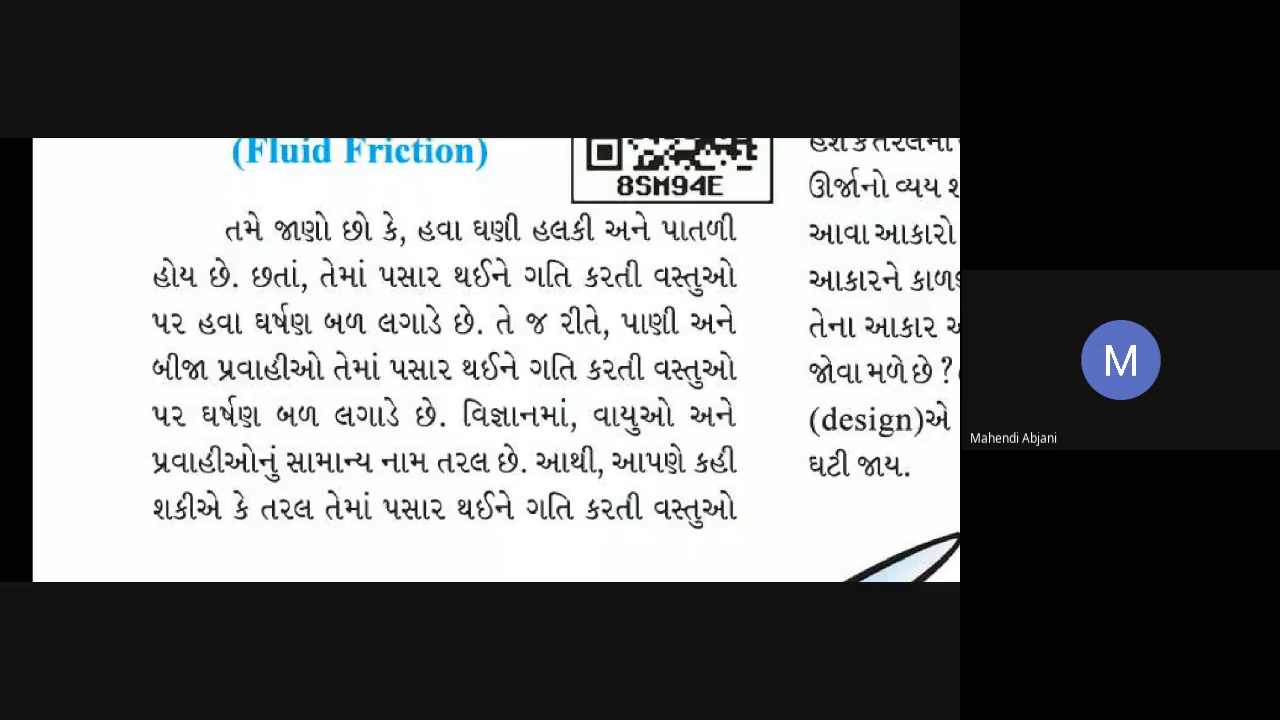 (Fluid Friction)
8SM94E
તમે જાણો છો કે, હવા ઘણી હલકી અને પાતળી
હોય છે. છતાં, તેમાં પસાર થઈને ગતિ કરતી વસ્તુઓ
પર હવા ઘર્ષણ બળ લગાડે છે. તે જ રીતે, પાણી અને
બીજા પ્રવાહીઓ તેમાં પસાર થઈને ગતિ કરતી વસ્તુઓ
પર ઘર્ષણ બળ લગાડે છે. વિજ્ઞાનમાં, વાયુઓ અને
પ્રવાહીઓનું સામાન્ય નામ તરલ છે. આથી, આપણે કહી
શકીએ કે તરલ તેમાં પસાર થઈને ગતિ કરતી વસ્તુઓ
ઊર્જાનો વ્યય
આવા આકારો
આકારને
તેના આકાર
જોવા મળે છે ?
(design)એ
ઘટી જાય.
M
Mahendi Abjani